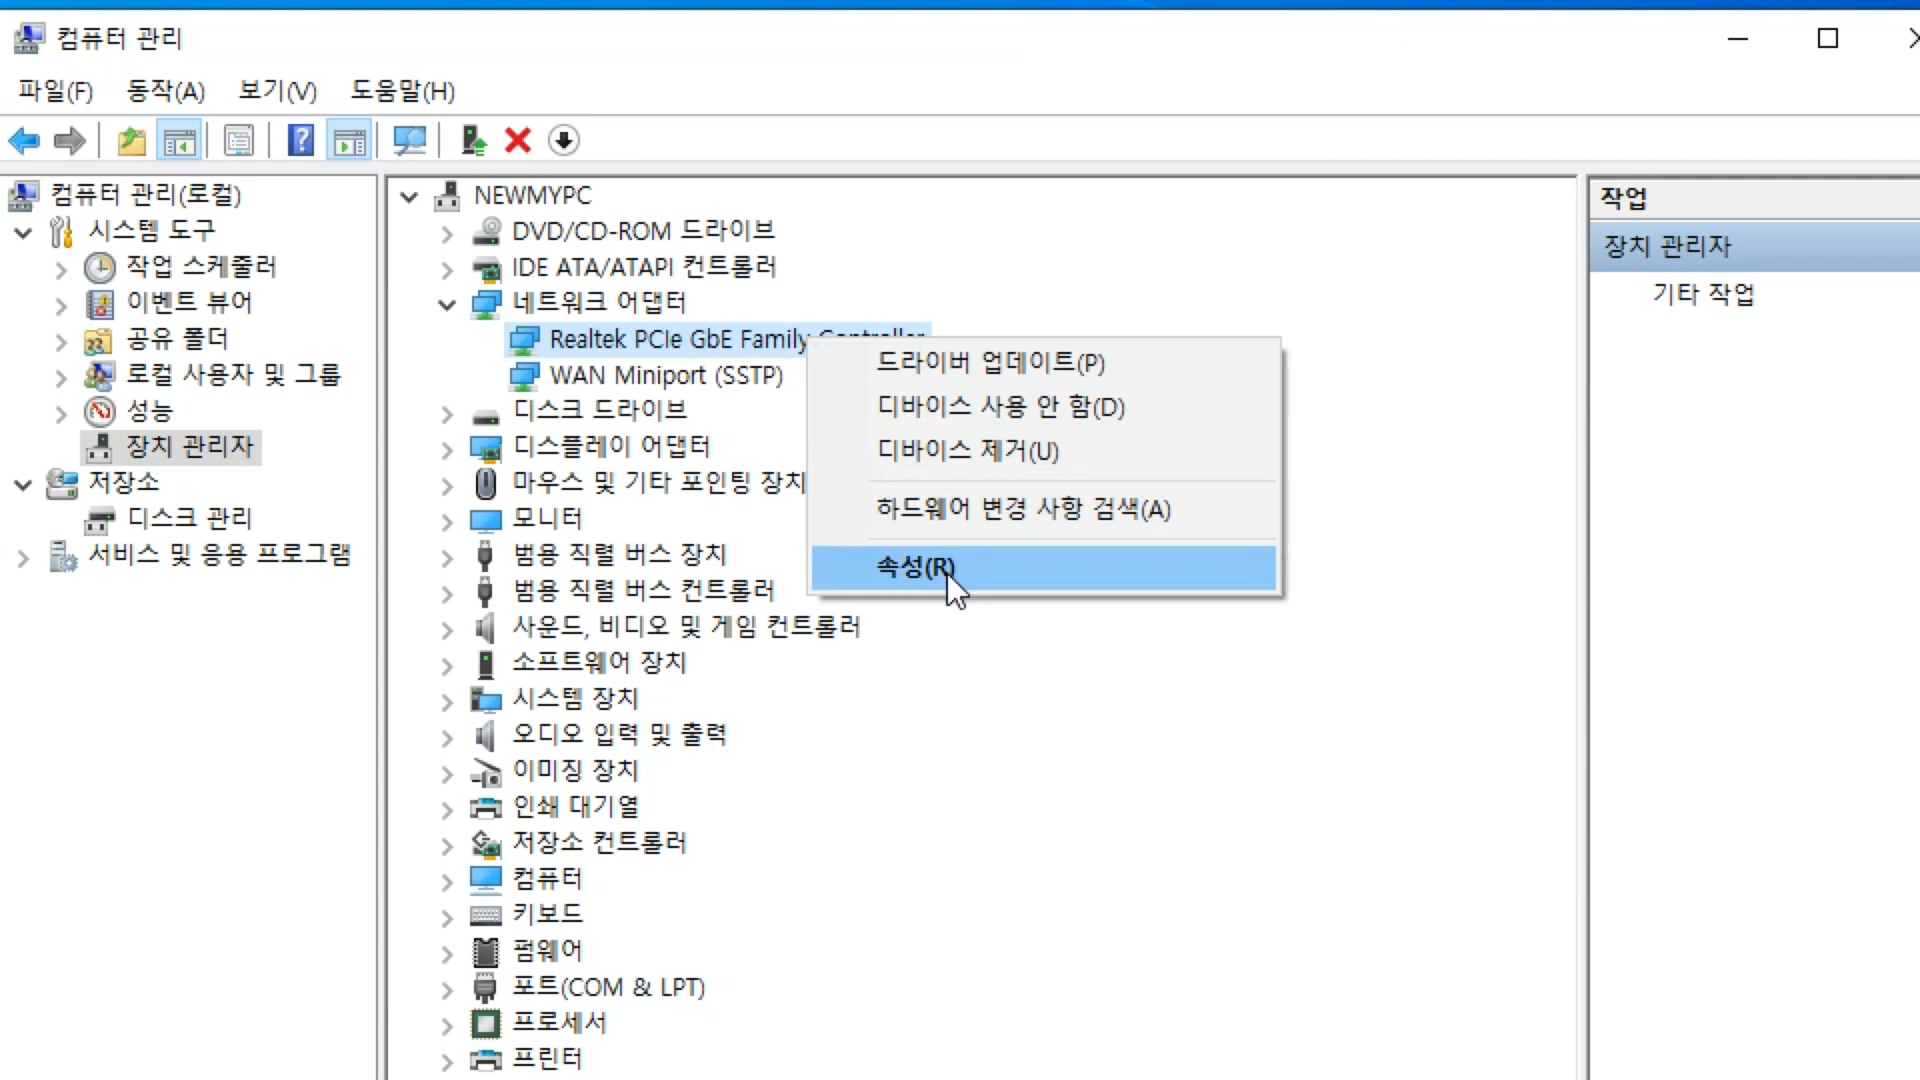 컴퓨터 관리
파일(F) 동작(A) 보기(V) 도움말(H)
컴퓨터 관리(로컬)
시스템 도구
작업 스케줄러
이벤트 뷰어
공유 폴더
로컬 사용자 및 그룹
성능
장치 관리자
저장소
디스크 관리
서비스 및 응용 프로그램
NEWMYPC
DVD/CD-ROM 드라이브
IDE ATA/ATAPI 컨트롤러
네트워크 어댑터
Realtek PCIe GbE Family Controller
WAN Miniport (SSTP)
디스크 드라이브
디스플레이 어댑터
마우스 및 기타 포인팅 장치
모니터
범용 직렬 버스 장치
범용 직렬 버스 컨트롤러
사운드, 비디오 및 게임 컨트롤러
소프트웨어 장치
시스템 장치
오디오 입력 및 출력
이미징 장치
인쇄 대기열
저장소 컨트롤러
컴퓨터
키보드
펌웨어
포트(COM & LPT)
프로세서
프린터
드라이버 업데이트(P)
디바이스 사용 안 함(D)
디바이스 제거(U)
하드웨어 변경 사항 검색(A)
속성(R)
작업
장치 관리자
기타 작업